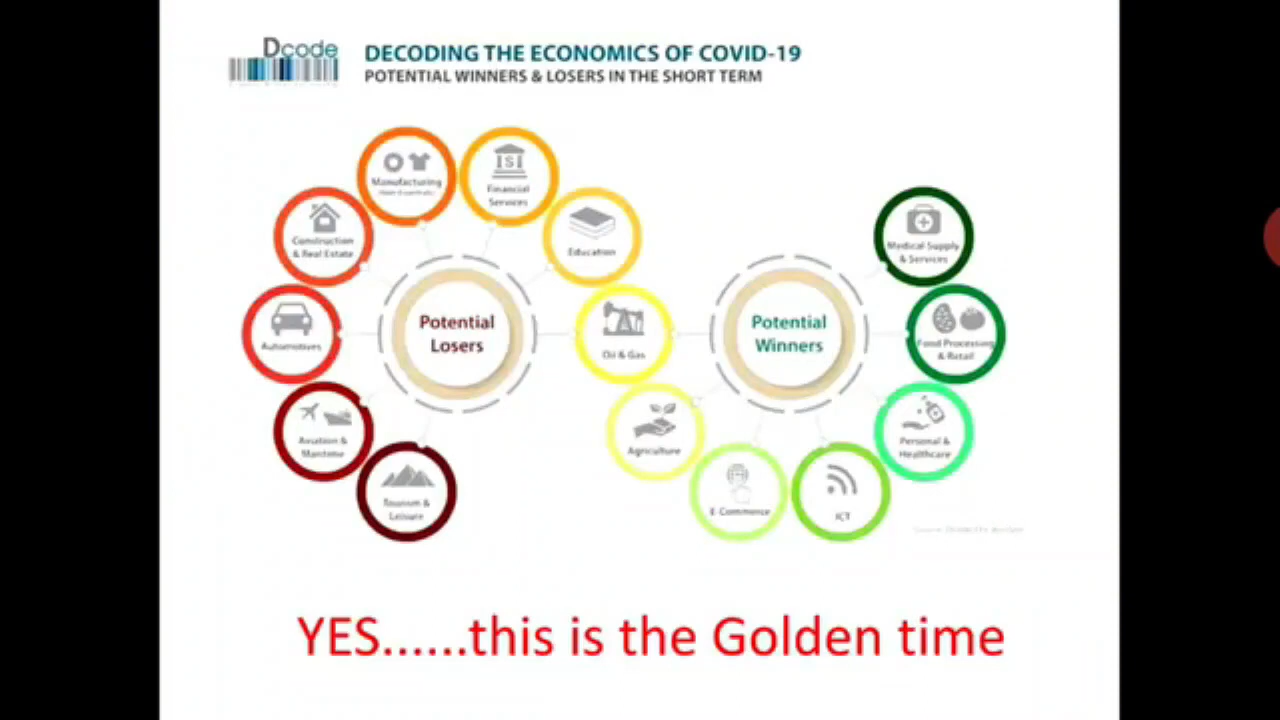 Dcode
DECODING THE ECONOMICS OF COVID-19
POTENTIAL WINNERS & LOSERS IN THE SHORT TERM
Manufacturing
Financial
Services
Construction
& Real Estate
Education
Medical Supply
& Services
Automotives
Potential
Losers
Oil & Gas
Potential
Winners
Food Processing
& Retail
Aviation &
Maritime
Agriculture
Personal &
Healthcare
Tourism &
Leisure
E-Commerce
ICT
YES......this is the Golden time